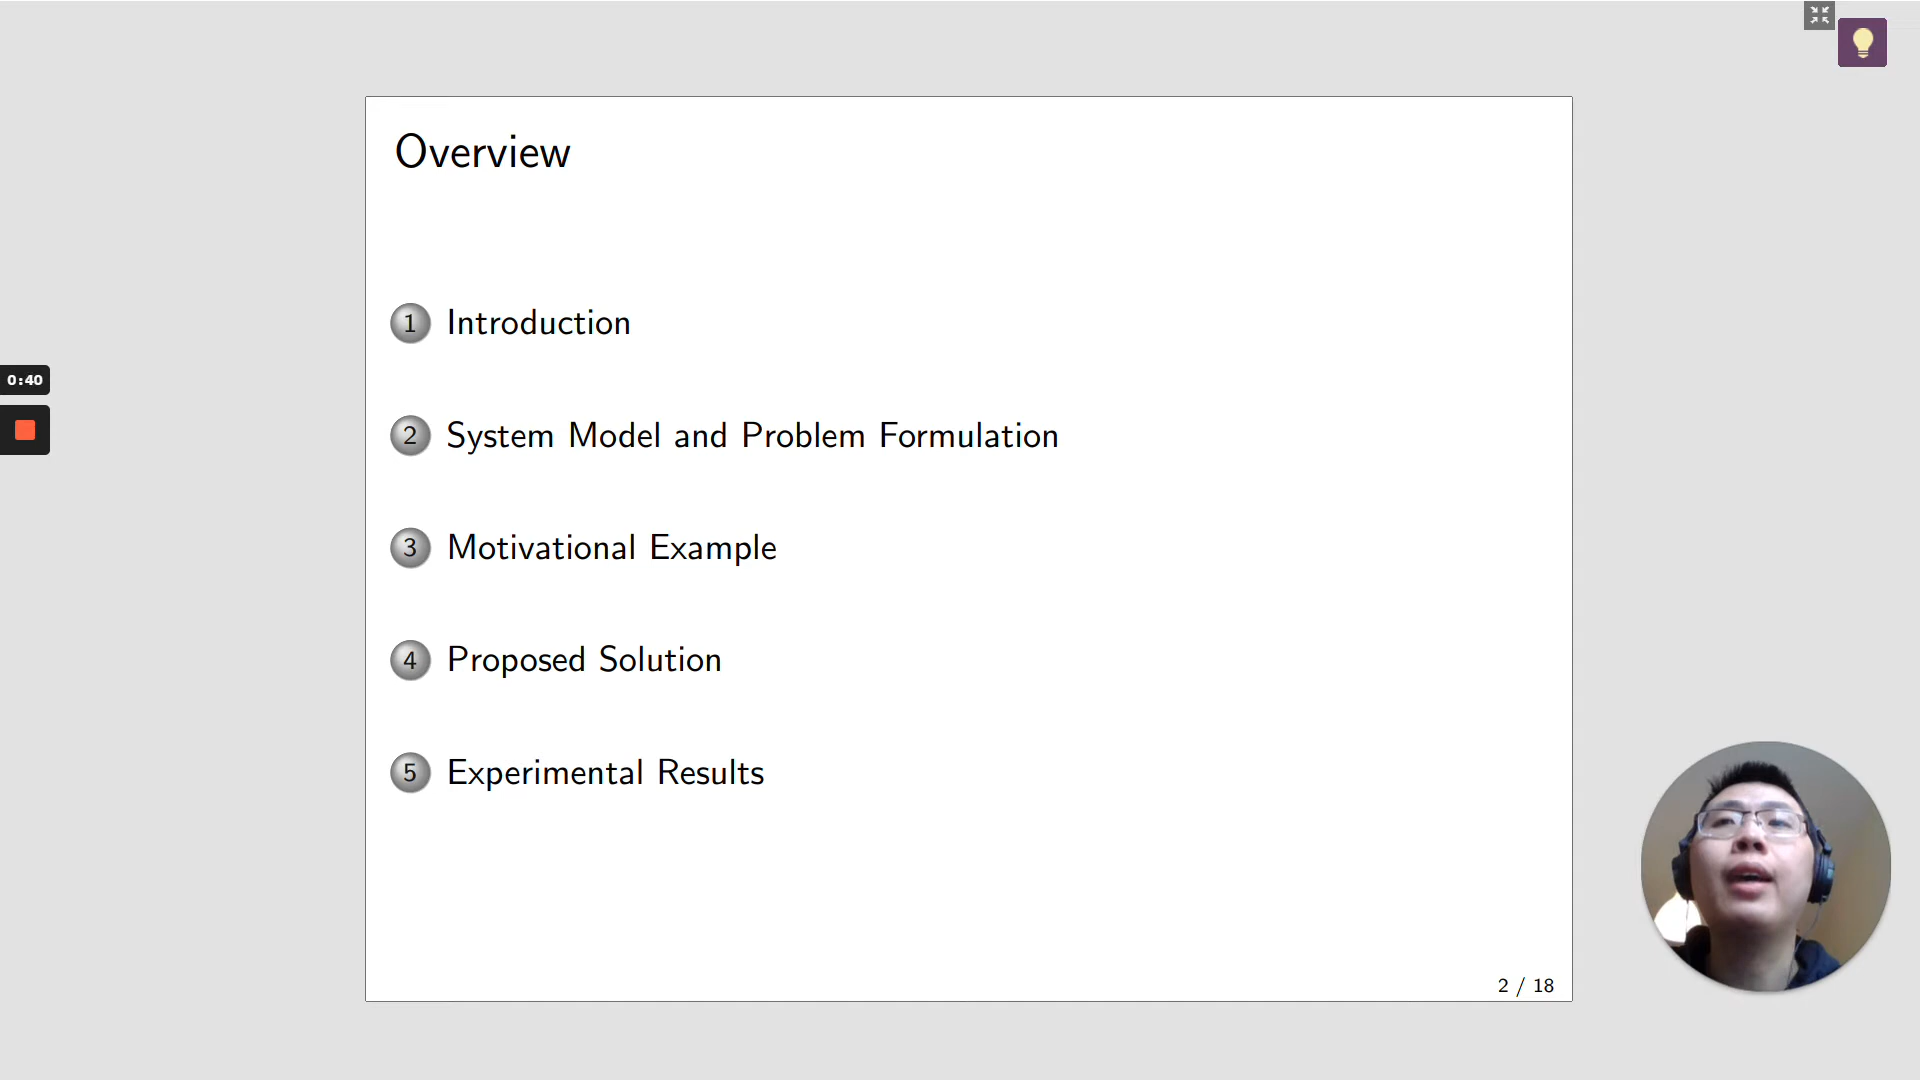 Overview
1 Introduction
2 System Model and Problem Formulation
3 Motivational Example
4 Proposed Solution
5 Experimental Results
2 / 18
0:40